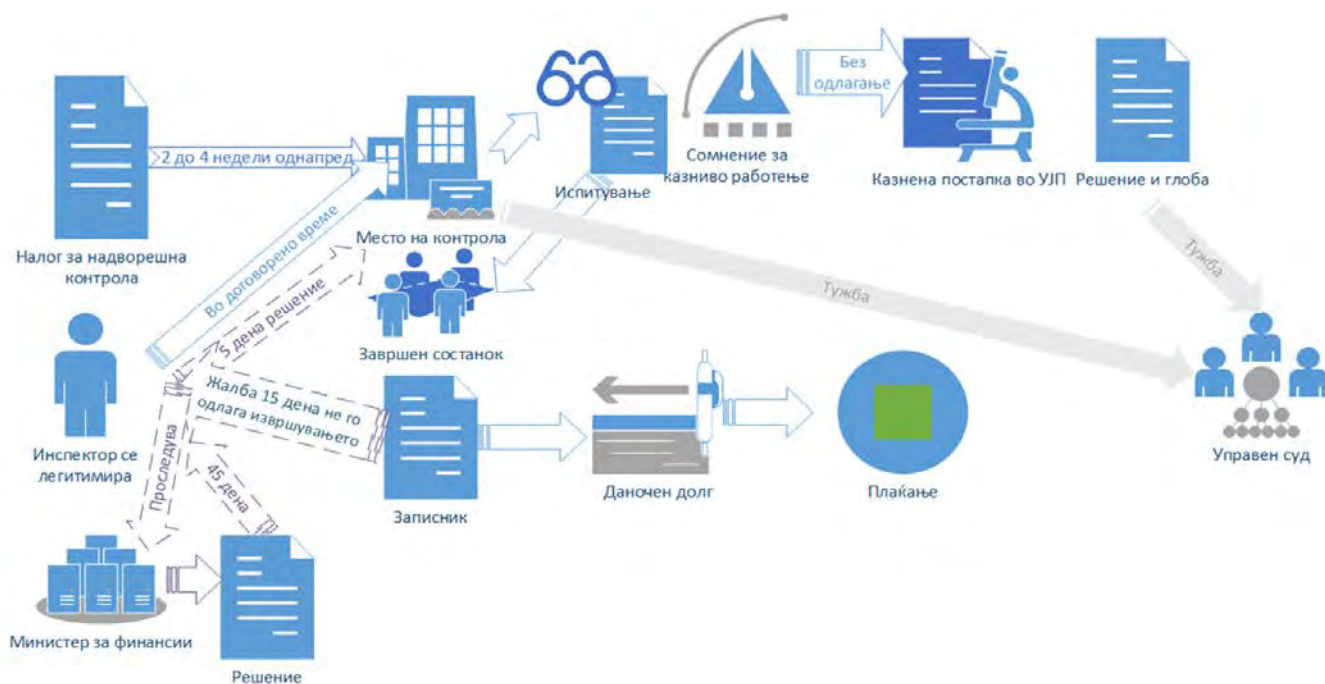 Без
одлагање
2 до 4 недели однапред
Сомнение за
казниво работење
Казнена постапка во УЈП
Решение и глоба
Испитување
Налог за надворешна
контрола
Место на контрола
Во договорено време
5 дена решение
Тужба
Тужба
Завршен состанок
Жалба 15 дена не го
одлага извршувањето
Инспектор се
легитимира
Проследува
45 дена
Записник
Даночен долг
Плаќање
Управен суд
Министер за финансии
Решение